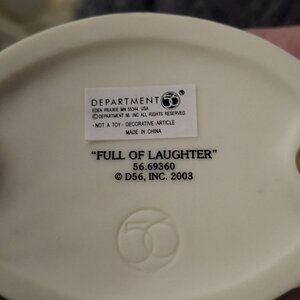 DEPARTMENT 56
EDEN PRAIRIE MN 55344 USA
©DEPARTMENT 56, INC ALL RIGHTS RESERVED.
·NOT A TOY - DECORATIVE ARTICLE
MADE IN CHINA
"FULL OF LAUGHTER"
56.69360
© D56, INC. 2003
56